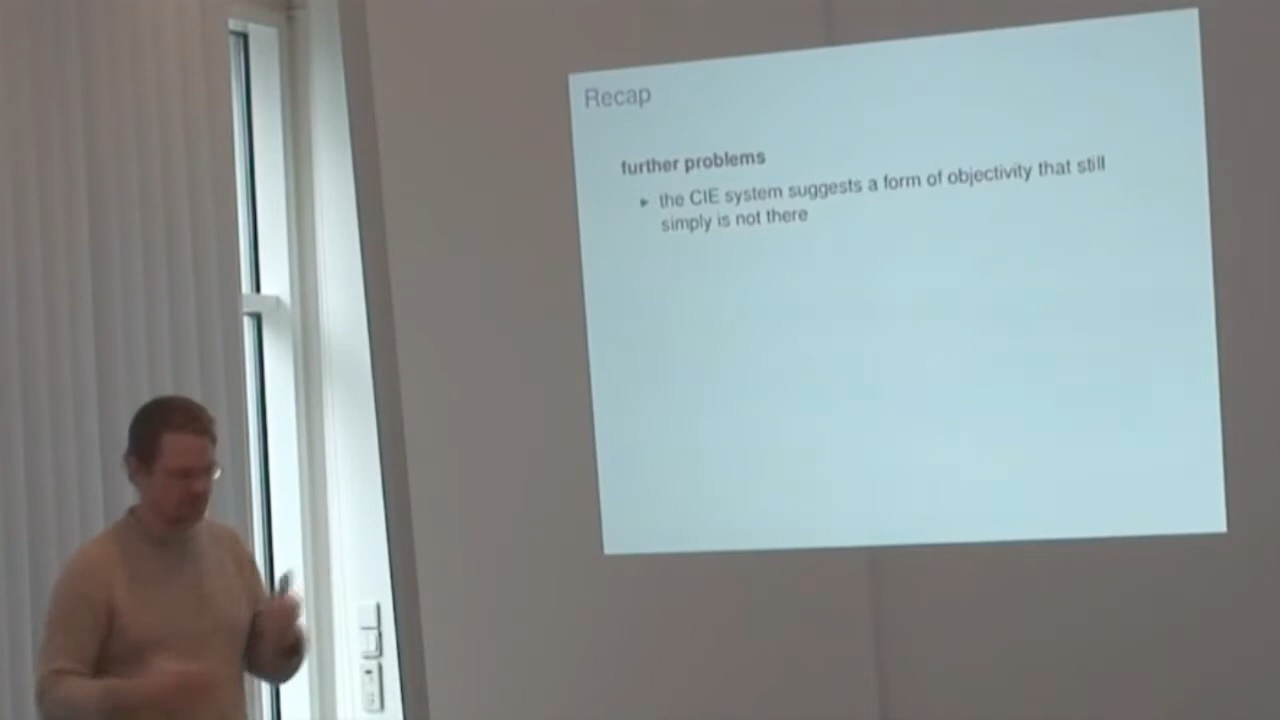 Recap
further problems
▸ the CIE system suggests a form of objectivity that still
simply is not there